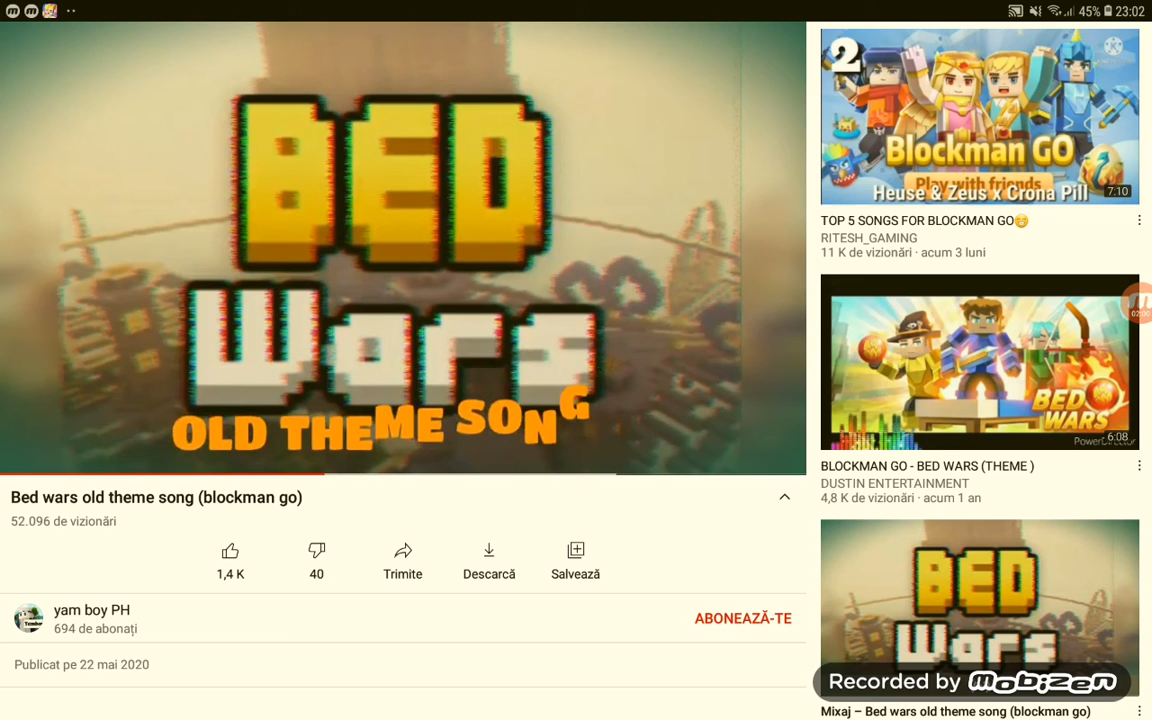 45% 23:02
BED
Wars
OLD THEME SONG
Bed wars old theme song (blockman go)
52.096 de vizionări
1,4 K
40
Trimite
Descarcă
Salvează
yam boy PH
694 de abonați
ABONEAZĂ-TE
Publicat pe 22 mai 2020
2
Blockman GO
Play with friends
Heuse & Zeus x Crona Pill
7:10
TOP 5 SONGS FOR BLOCKMAN GO😁
RITESH_GAMING
11 K de vizionări · acum 3 luni
02:00
BED
WARS
6:08
BLOCKMAN GO - BED WARS (THEME )
DUSTIN ENTERTAINMENT
4,8 K de vizionări · acum 1 an
BED
Wars
Recorded by mobizen
Mixaj – Bed wars old theme song (blockman go)